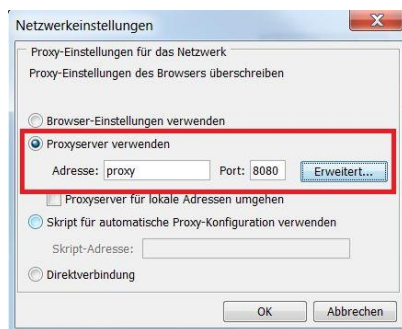 Netzwerkeinstellungen
Proxy-Einstellungen für das Netzwerk
Proxy-Einstellungen des Browsers überschreiben
Browser-Einstellungen verwenden
Proxyserver verwenden
Adresse: proxy Port: 8080 Erweitert...
Proxyserver für lokale Adressen umgehen
Skript für automatische Proxy-Konfiguration verwenden
Skript-Adresse:
Direktverbindung
OK Abbrechen